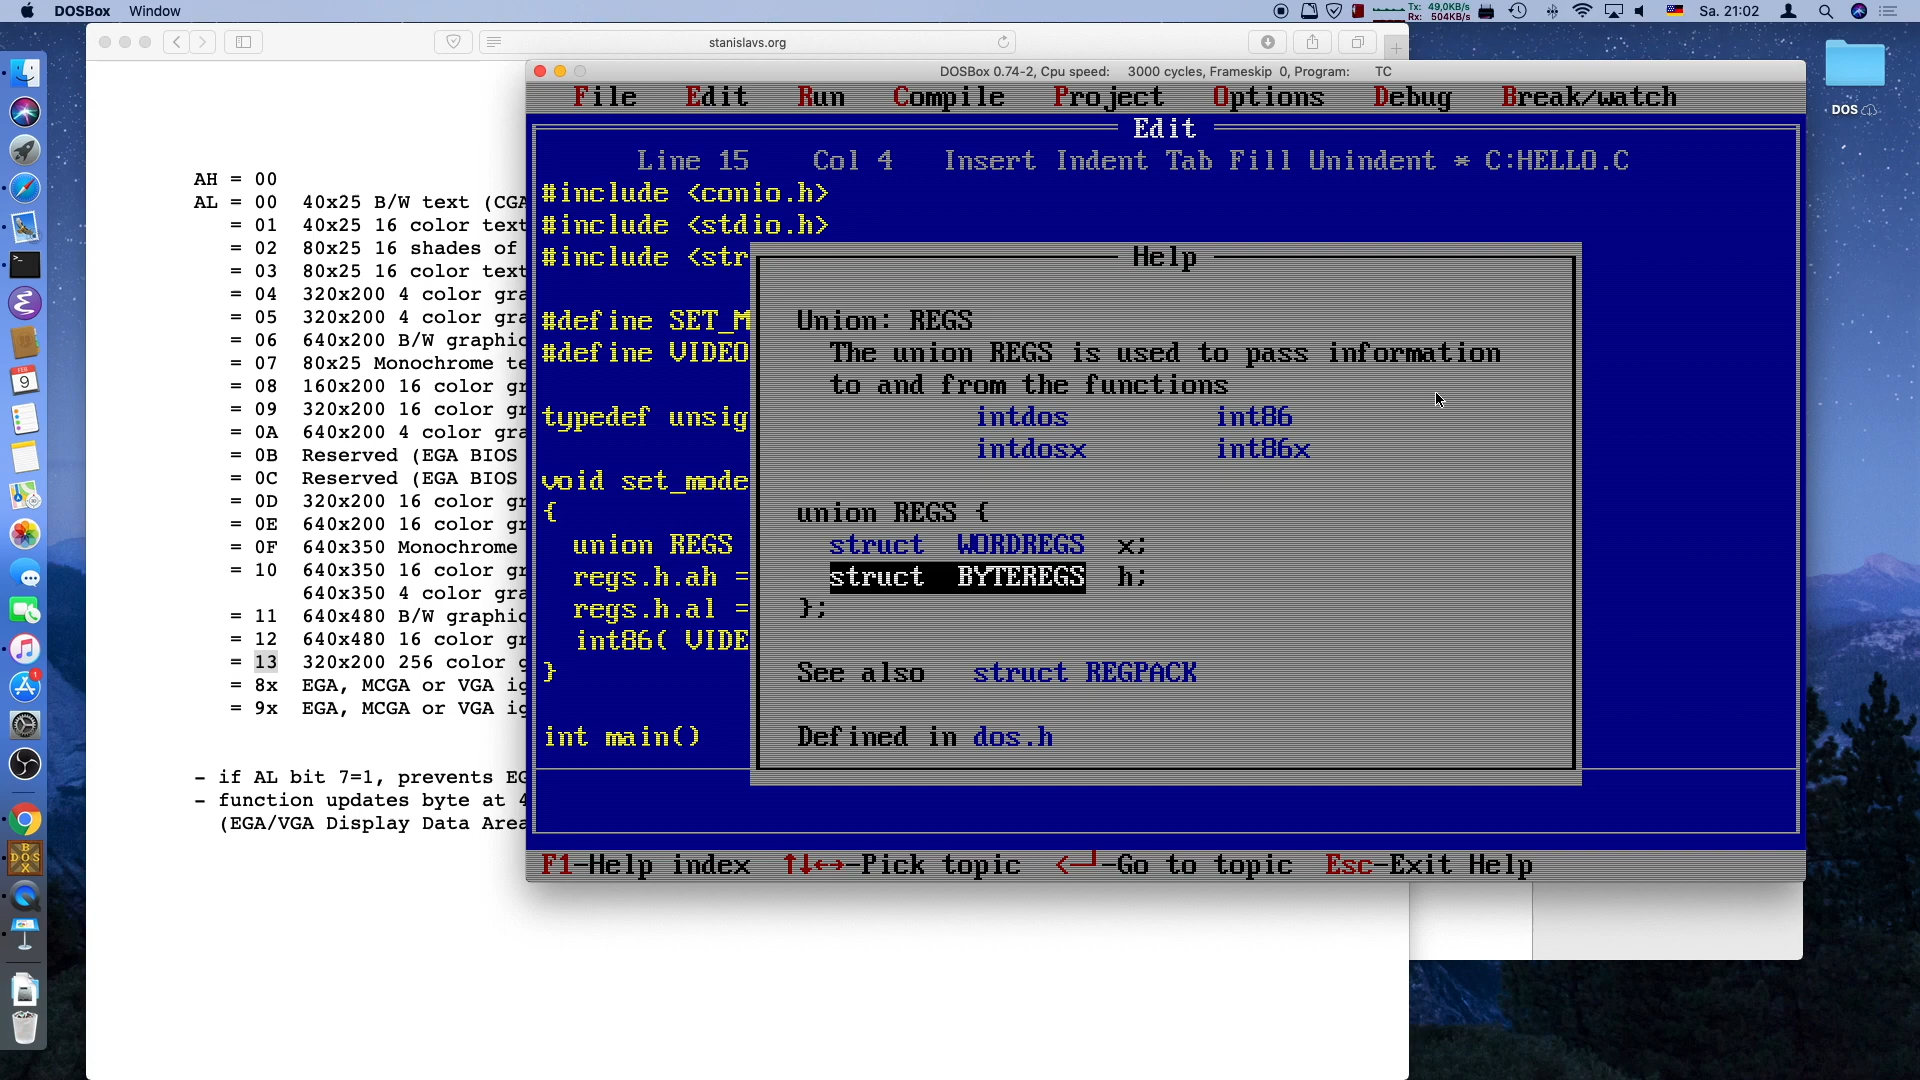 DOSBox Window
Tx: 49,0KB/s
Rx: 504KB/s
Sa. 21:02
stanislavs.org
DOS
DOSBox 0.74-2, Cpu speed: 3000 cycles, Frameskip 0, Program: TC
File Edit Run Compile Project Options Debug Break/watch
Edit
Line 15 Col 4 Insert Indent Tab Fill Unindent * C:HELLO.C
#include <conio.h>
#include <stdio.h>
#include <str
#define SET_M
#define VIDEO
typedef unsig
void set_mode
{
union REGS
regs.h.ah =
regs.h.al =
int86( VIDE
}
int main()
Help
Union: REGS
The union REGS is used to pass information
to and from the functions
intdos int86
intdosx int86x
union REGS {
struct WORDREGS x;
struct BYTEREGS h;
};
See also struct REGPACK
Defined in dos.h
F1-Help index ↑↓←→-Pick topic <─┘-Go to topic Esc-Exit Help
AH = 00
AL = 00 40x25 B/W text (CGA
= 01 40x25 16 color text
= 02 80x25 16 shades of
= 03 80x25 16 color text
= 04 320x200 4 color gra
= 05 320x200 4 color gra
= 06 640x200 B/W graphic
= 07 80x25 Monochrome te
= 08 160x200 16 color gr
= 09 320x200 16 color gr
= 0A 640x200 4 color gra
= 0B Reserved (EGA BIOS
= 0C Reserved (EGA BIOS
= 0D 320x200 16 color gr
= 0E 640x200 16 color gr
= 0F 640x350 Monochrome
= 10 640x350 16 color gr
640x350 4 color gra
= 11 640x480 B/W graphic
= 12 640x480 16 color gr
= 13 320x200 256 color g
= 8x EGA, MCGA or VGA ig
= 9x EGA, MCGA or VGA ig
- if AL bit 7=1, prevents EG
- function updates byte at 4
(EGA/VGA Display Data Area
FEB
9
1
BOX
DOS